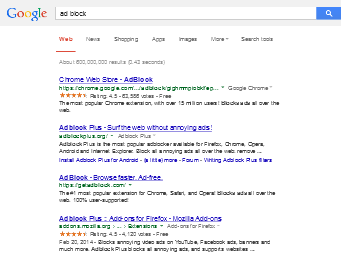 Google
ad block
Web News Shopping Apps Images More Search tools
About 600,000,000 results (0.43 seconds)
Chrome Web Store - AdBlock
https://chrome.google.com/.../adblock/gighmmpiobklfep... Google Chrome
Rating: 4.5 - votes - Free
The most popular Chrome extension, with over 15 million users! Blocks ads all over the
web.
Adblock Plus - Surf the web without annoying ads!
adblockplus.org/ Adblock Plus
Adblock Plus is the most popular adblocker available for Firefox, Chrome, Opera,
Android and Internet Explorer. Block all annoying ads all over the web, remove ...
Install Adblock Plus for Android - (a little) more - Forum - Writing Adblock Plus filters
AdBlock - Browse faster. Ad-free.
https://getadblock.com/
The #1 most popular extension for Chrome, Safari, and Opera! Blocks ads all over the
web. 100% user-supported!
Adblock Plus :: Add-ons for Firefox - Mozilla Add-ons
addons.mozilla.org › ... › Extensions Add-ons for Firefox
Rating: 4.5 - 4,120 votes - Free
Feb 20, 2014 - Blocks annoying video ads on YouTube, Facebook ads, banners and
much more. Adblock Plus blocks all annoying ads, and supports websites ...